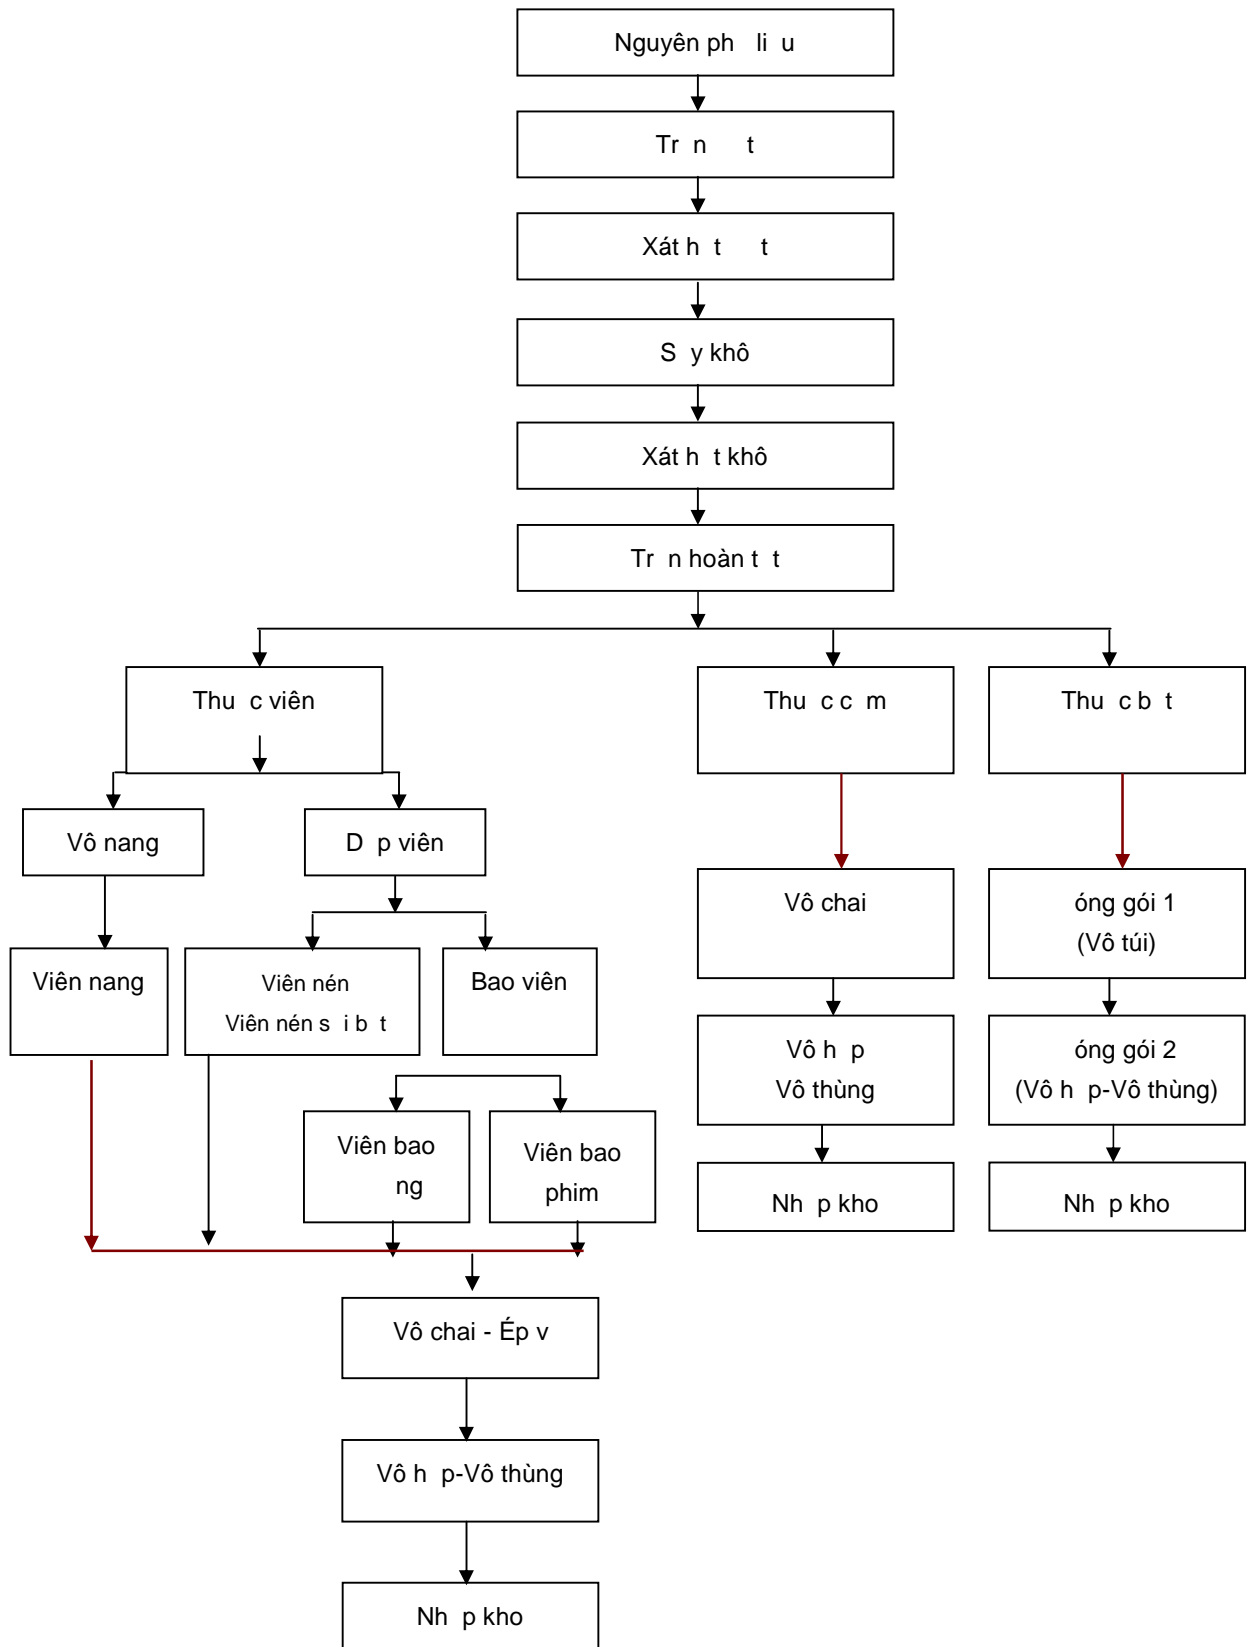 Nguyên ph li u
Tr n t
Xát h t t
S y khô
Xát h t khô
Tr n hoàn t t
Thu c viên
Thu c c m
Thu c b t
Vô nang
D p viên
Vô chai
óng gói 1
(Vô túi)
Viên nang
Viên nén
Viên nén s i b t
Bao viên
Vô h p
Vô thùng
óng gói 2
(Vô h p-Vô thùng)
Viên bao
ng
Viên bao
phim
Nh p kho
Nh p kho
Vô chai - Ép v
Vô h p-Vô thùng
Nh p kho